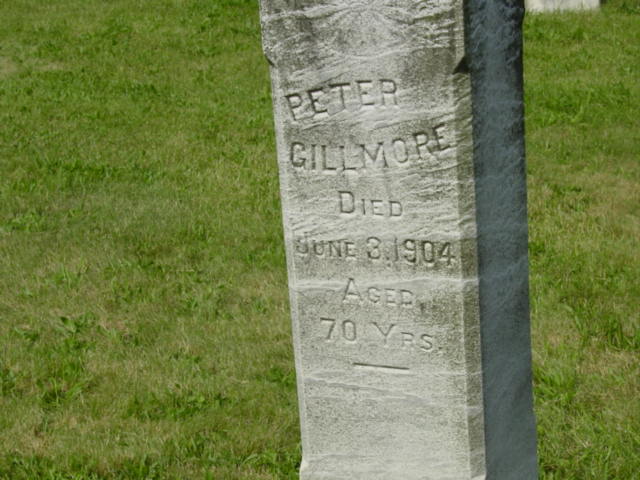 PETER
GILLMORE
DIED
JUNE 3, 1904
AGED
70 YRS.